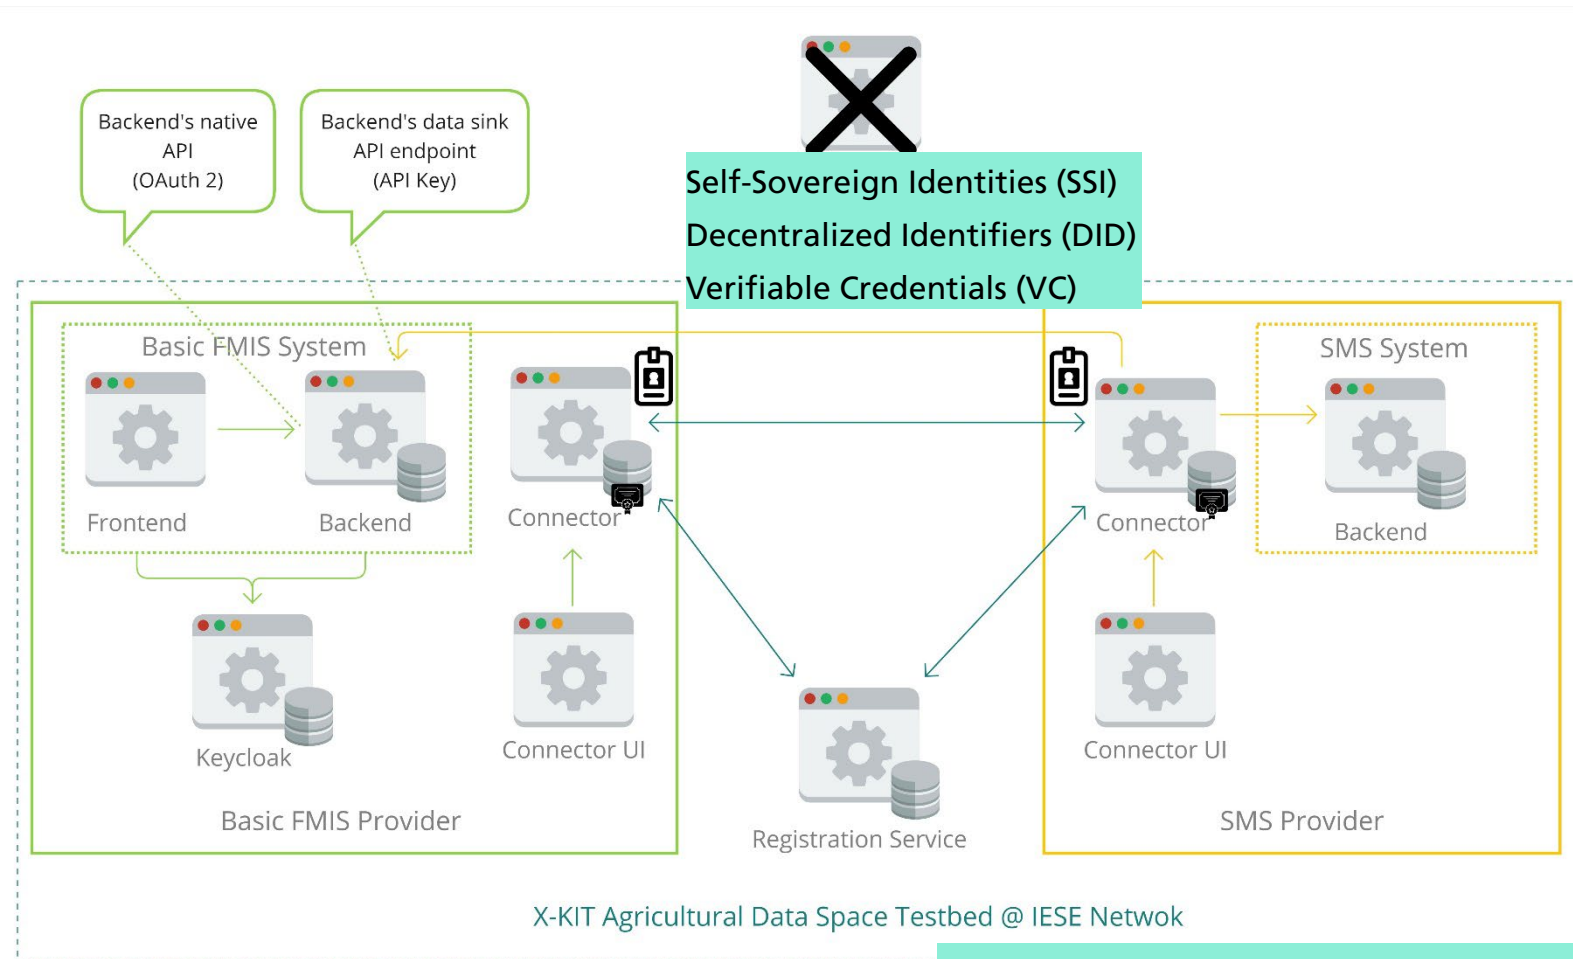 Backend's native
API
(OAuth 2)
Backend's data sink
API endpoint
(API Key)
Self-Sovereign Identities (SSI)
Decentralized Identifiers (DID)
Verifiable Credentials (VC)
Basic FMIS System
Frontend
Backend
Connector
Keycloak
Connector UI
Basic FMIS Provider
Registration Service
SMS System
Connector
Backend
Connector UI
SMS Provider
X-KIT Agricultural Data Space Testbed @ IESE Netwok